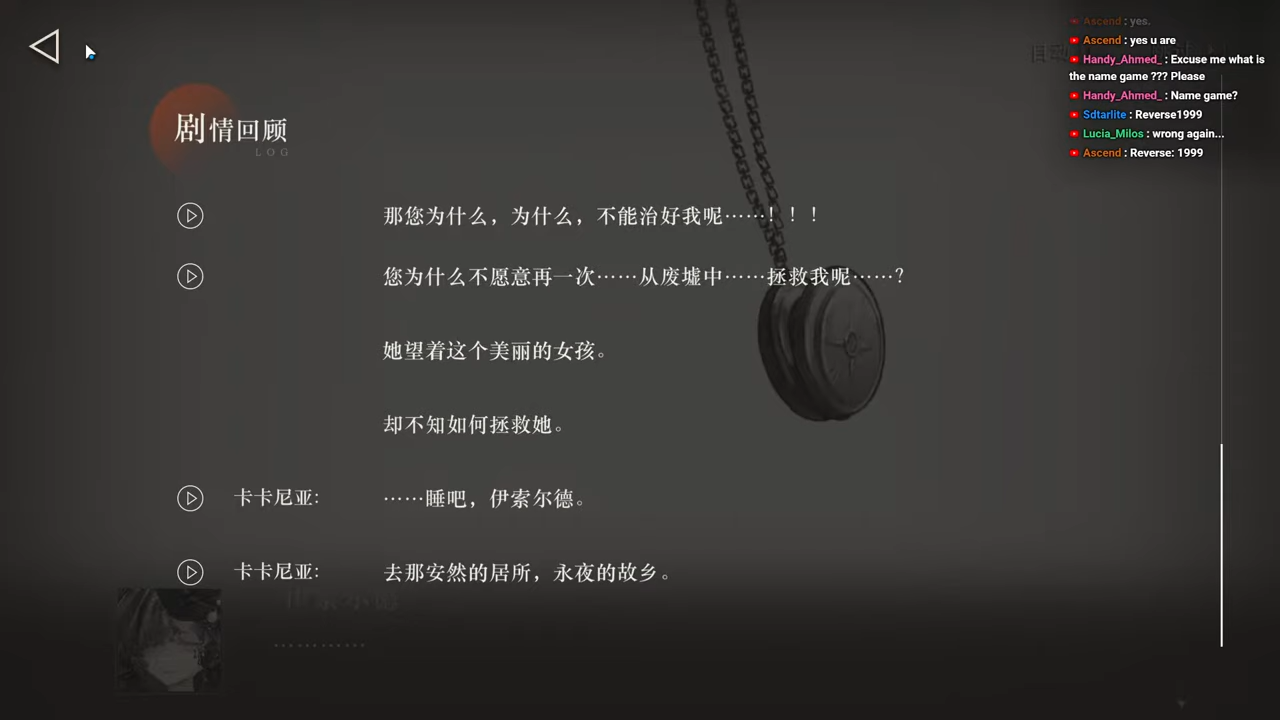 Ascend : yes.
Ascend : yes u are
Handy_Ahmed_ : Excuse me what is
the name game ??? Please
Handy_Ahmed_ : Name game?
Sdtarlite : Reverse1999
Lucia_Milos : wrong again...
Ascend : Reverse: 1999
剧情回顾
LOG
那您为什么，为什么，不能治好我呢……！！！
您为什么不愿意再一次……从废墟中……拯救我呢……？
她望着这个美丽的女孩。
却不知如何拯救她。
卡卡尼亚: ……睡吧，伊索尔德。
卡卡尼亚: 去那安然的居所，永夜的故乡。
…………